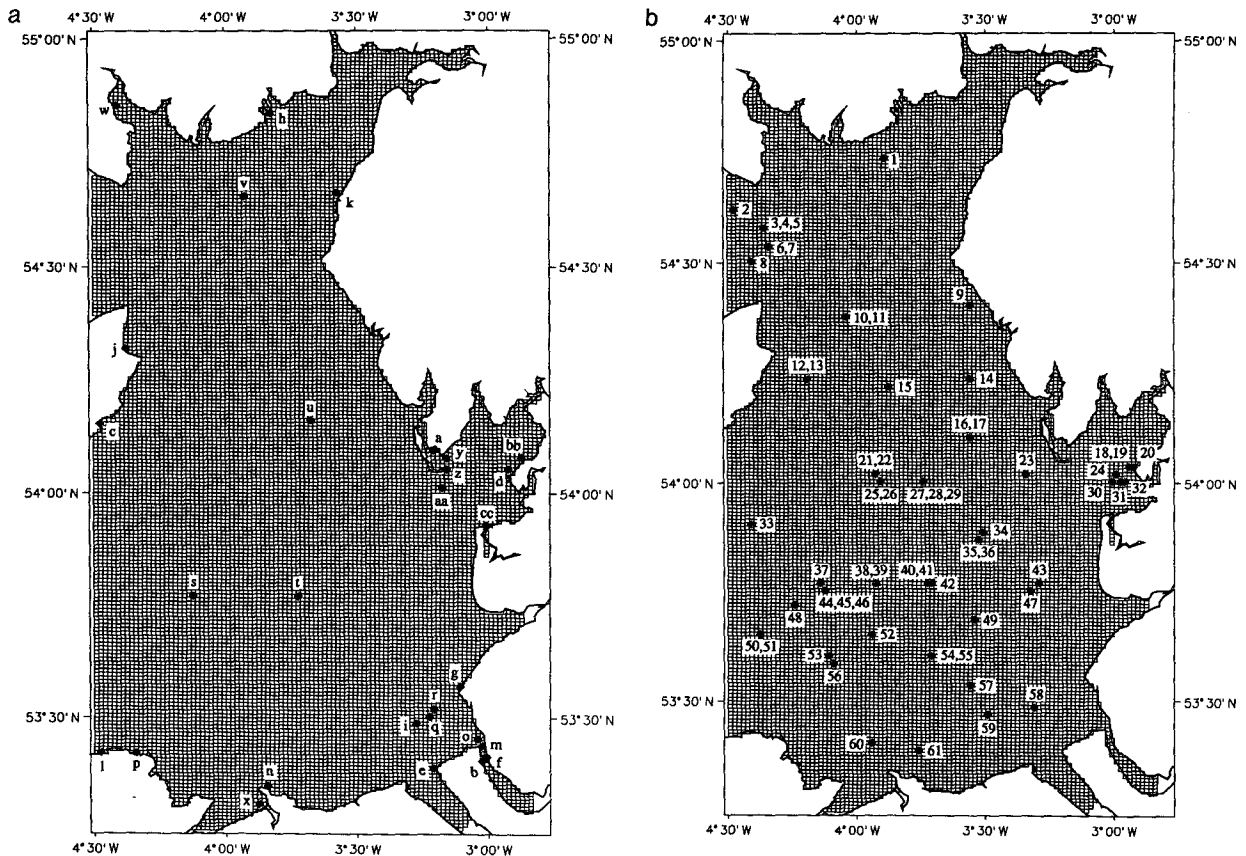 a
4°30' W 4°00' W 3°30' W 3°00' W
55°00' N 55°00' N
w
h
v
k
54°30' N 54°30' N
j
c
u
a
y
bb
z
d
aa
54°00' N 54°00' N
cc
s
t
g
r
i
q
53°30' N 53°30' N
o
m
l
p
e
b
f
n
x
4°30' W 4°00' W 3°30' W 3°00' W
b
4°30' W 4°00' W 3°30' W 3°00' W
55°00' N 55°00' N
1
2
3,4,5
6,7
8
54°30' N 54°30' N
9
10,11
12,13
15
14
16,17
21,22
23
18,19
20
24
54°00' N 54°00' N
25,26
27,28,29
30
31
32
33
34
35,36
37
38,39
40,41
42
43
44,45,46
47
48
49
50,51
52
53
54,55
56
57
58
53°30' N 53°30' N
59
60
61
4°30' W 4°00' W 3°30' W 3°00' W